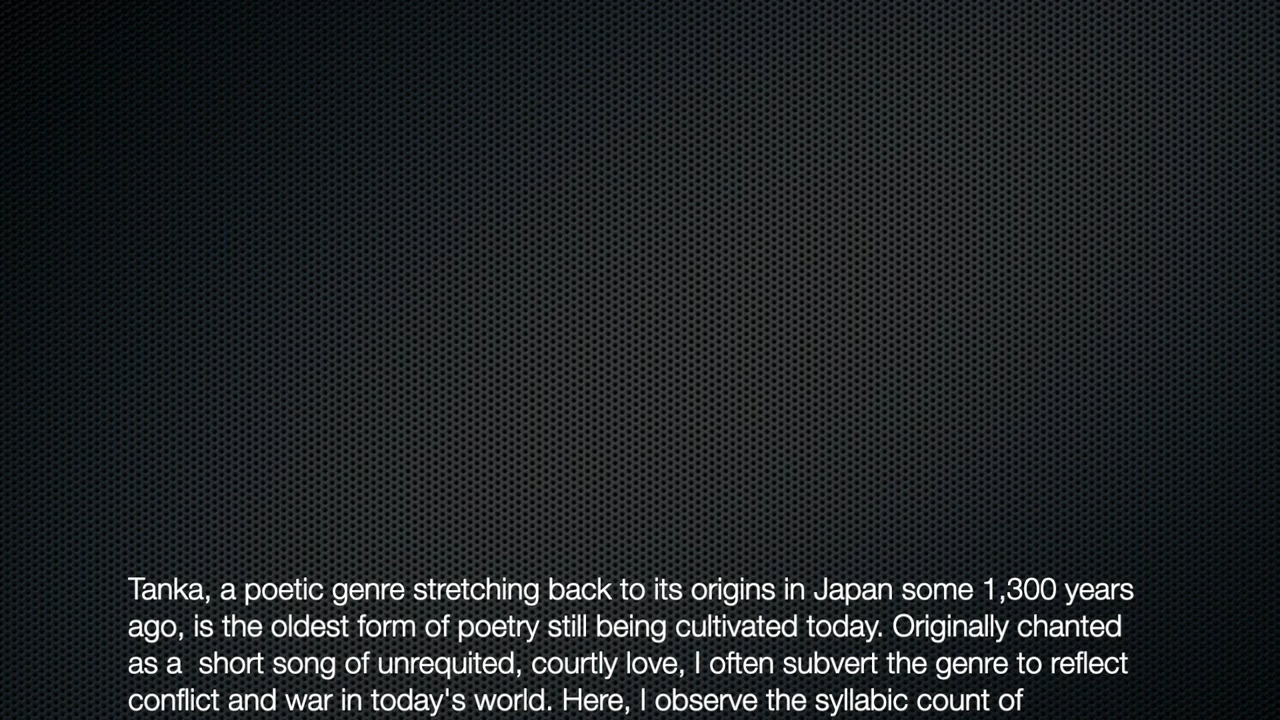 Tanka, a poetic genre stretching back to its origins in Japan some 1,300 years
ago, is the oldest form of poetry still being cultivated today. Originally chanted
as a  short song of unrequited, courtly love, I often subvert the genre to reflect
conflict and war in today's world. Here, I observe the syllabic count of